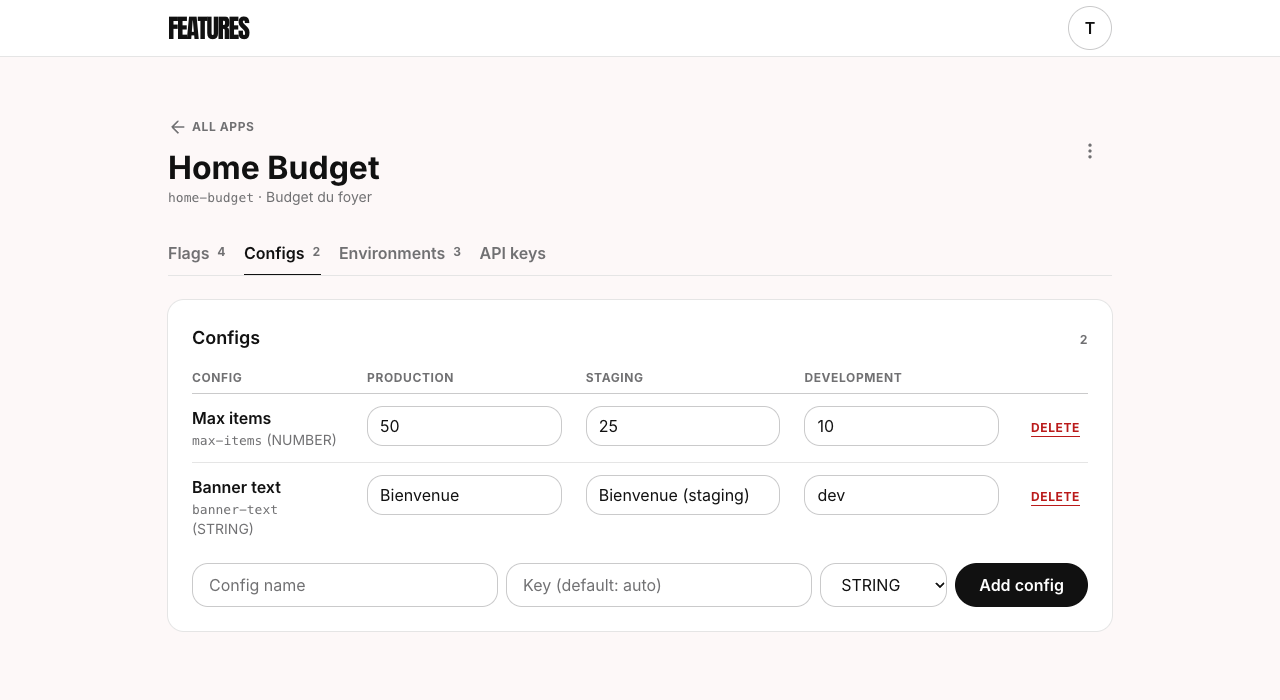 FEATURES
T
ALL APPS
Home Budget
home-budget · Budget du foyer
Flags 4 Configs 2 Environments 3 API keys
Configs 2
CONFIG PRODUCTION STAGING DEVELOPMENT
Max items
max-items (NUMBER)
50 25 10 DELETE
Banner text
banner-text
(STRING)
Bienvenue Bienvenue (staging) dev DELETE
Config name Key (default: auto) STRING Add config